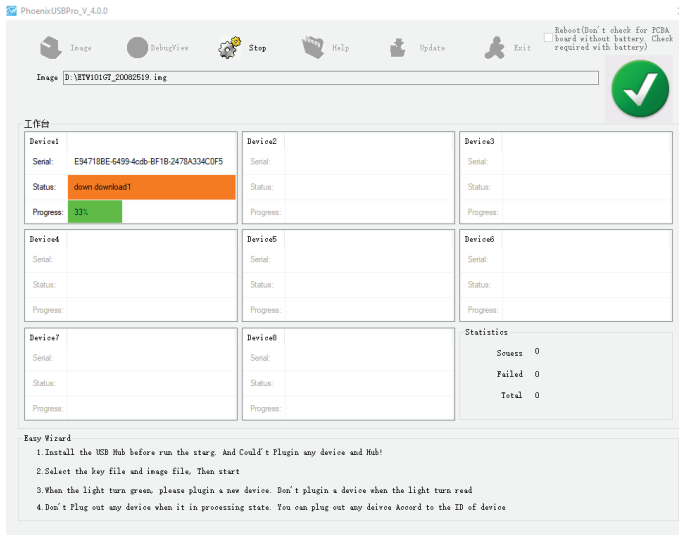 PhoenixUSBPro_V_4.0.0
Image
DebugView
Stop
Help
Update
Exit
Reboot(Don't check for PCBA
board without battery. Check
required with battery)
Image D:\ETW101GT_20082519.img
工作台
Device1
Serial: E94718BE-6499-4cdb-BF1B-2478A334C0F5
Status: down download1
Progress: 33%
Device2
Serial:
Status:
Progress:
Device3
Serial:
Status:
Progress:
Device4
Serial:
Status:
Progress:
Device5
Serial:
Status:
Progress:
Device6
Serial:
Status:
Progress:
Device7
Serial:
Status:
Progress:
Device8
Serial:
Status:
Progress:
Statistics
Scuess 0
Failed 0
Total 0
Easy Wizard
1.Install the USB Hub before run the starg. And Could't Plugin any device and Hub!
2.Select the key file and image file, Then start
3.When the light turn green, please plugin a new device. Don't plugin a device when the light turn read
4.Don't Plug out any device when it in processing state. You can plug out any deivce Accord to the ID of device